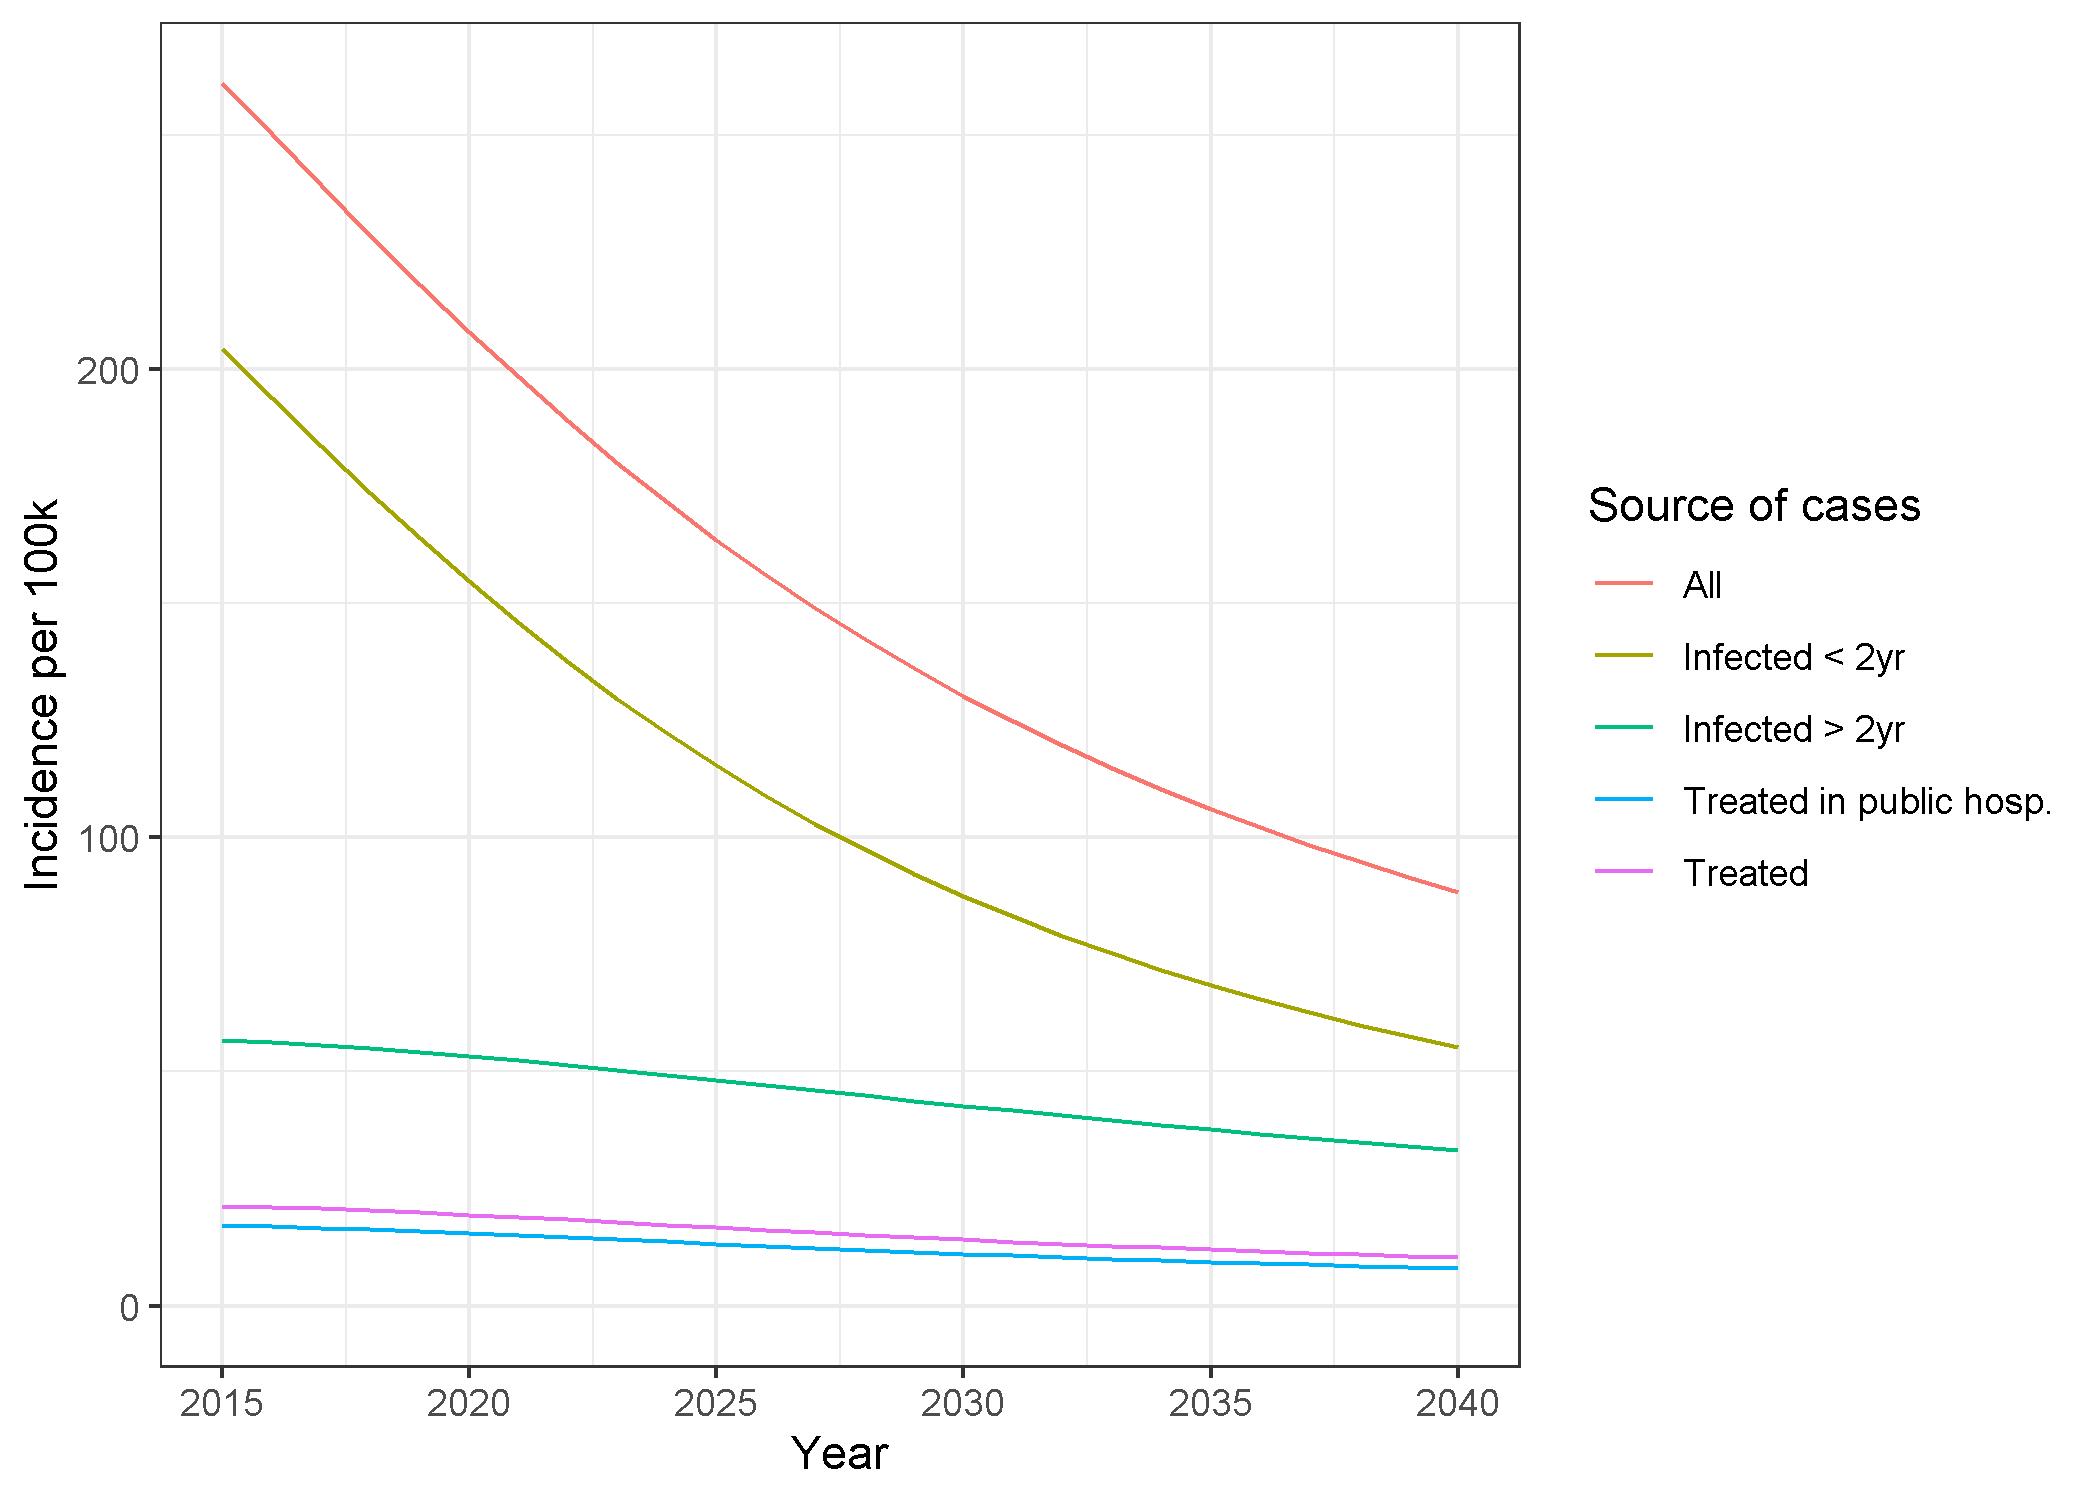 Incidence per 100k
200
100
0
2015 2020 2025 2030 2035 2040
Year
Source of cases
All
Infected < 2yr
Infected > 2yr
Treated in public hosp.
Treated